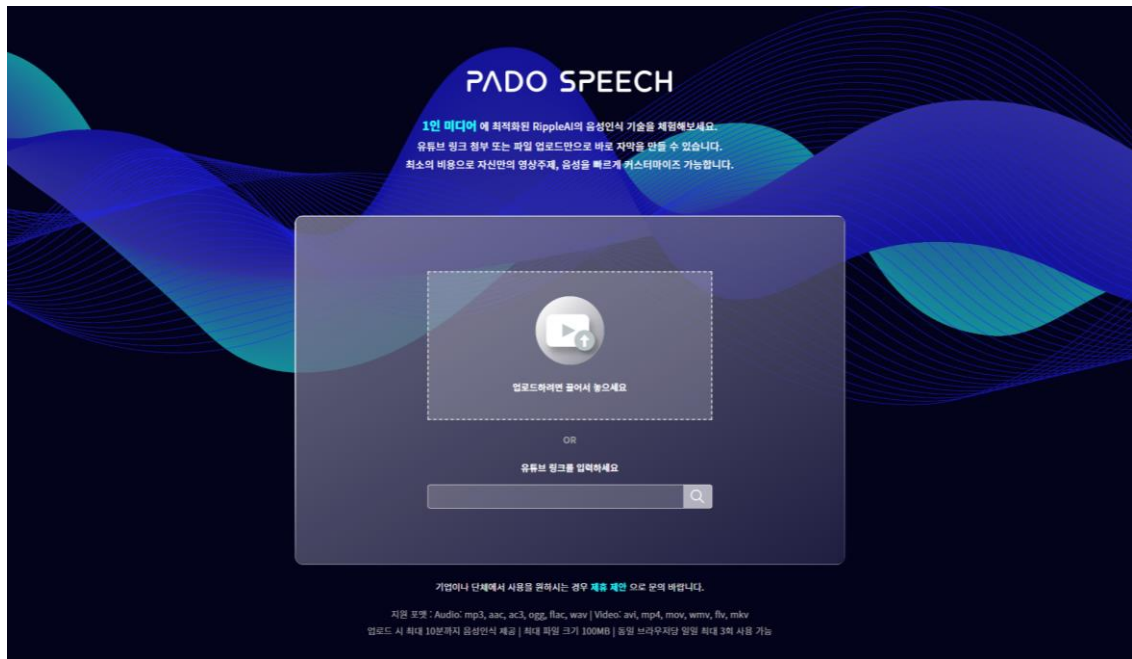 PADO SPEECH
1인 미디어 에 최적화된 RippleAI의 음성인식 기술을 체험해보세요.
유튜브 링크 첨부 또는 파일 업로드만으로 바로 자막을 만들 수 있습니다.
최소의 비용으로 자신만의 영상주제, 음성을 빠르게 커스터마이즈 가능합니다.
업로드하려면 끌어서 놓으세요
OR
유튜브 링크를 입력하세요
기업이나 단체에서 사용을 원하시는 경우 제휴 제안 으로 문의 바랍니다.
지원 포맷 : Audio: mp3, aac, ac3, ogg, flac, wav | Video: avi, mp4, mov, wmv, flv, mkv
업로드 시 최대 10분까지 음성인식 제공 | 최대 파일 크기 100MB | 동일 브라우저당 일일 최대 3회 사용 가능